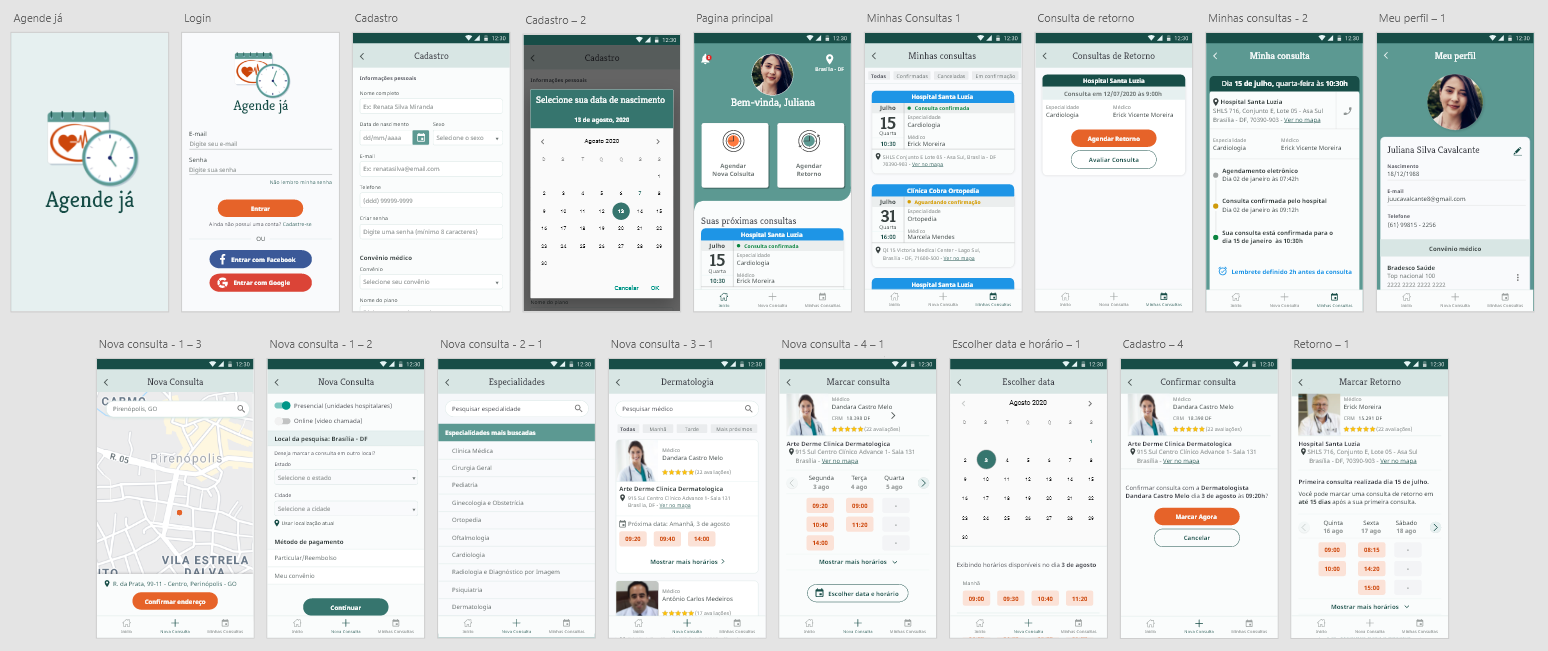 Agende já
Agende já
Login
Agende já
E-mail
Digite seu e-mail
Senha
Digite sua senha
Não lembro minha senha
Entrar
Ainda não possui uma conta? Cadastre-se
OU
Entrar com Facebook
Entrar com Google
Cadastro
12:30
Cadastro
Informações pessoais
Nome completo
Ex: Renata Silva Miranda
Data de nascimento
Sexo
dd/mm/aaaa
Selecione o sexo
E-mail
Ex: renatasilva@email.com
Telefone
(ddd) 99999-9999
Criar senha
Digite uma senha (mínimo 8 caracteres)
Convênio médico
Convênio
Selecione seu convênio
Nome do plano
Cadastro – 2
12:30
Cadastro
Informações pessoais
Selecione sua data de nascimento
13 de agosto, 2020
Agosto 2020
D S T Q Q S S
1
2 3 4 5 6 7 8
9 10 11 12 13 14 15
16 17 18 19 20 21 22
23 24 25 26 27 28 29
30
Cancelar OK
Nome do plano
Pagina principal
12:30
Brasília - DF
Bem-vinda, Juliana
Agendar
Nova Consulta
Agendar
Retorno
Suas próximas consultas
Hospital Santa Luzia
Julho
15
Quarta
10:30
Consulta confirmada
Especialidade
Cardiologia
Médico
Erick Moreira
Início Nova Consulta Minhas Consultas
Minhas Consultas 1
12:30
Minhas consultas
Todas Confirmadas Canceladas Em confirmação
Hospital Santa Luzia
Julho
15
Quarta
10:30
Consulta confirmada
Especialidade
Cardiologia
Médico
Erick Moreira
SHLS Conjunto E Lote 05 - Asa Sul, Brasília - DF
70390-903 - Ver no mapa
Clínica Cobra Ortopedia
Julho
31
Quarta
16:00
Aguardando confirmação
Especialidade
Ortopedia
Médico
Marcela Mendes
QI 15 Victoria Medical Center - Lago Sul,
Brasília - DF, 71680-500 - Ver no mapa
Hospital Santa Luzia
Início Nova Consulta Minhas Consultas
Consulta de retorno
12:30
Consultas de Retorno
Hospital Santa Luzia
Consulta em 12/07/2020 às 9:00h
Especialidade
Cardiologia
Médico
Erick Vicente Moreira
Agendar Retorno
Avaliar Consulta
Início Nova Consulta Minhas Consultas
Minhas consultas - 2
12:30
Minha consulta
Dia 15 de julho, quarta-feira às 10:30h
Hospital Santa Luzia
SHLS 716, Conjunto E, Lote 05 - Asa Sul
Brasília - DF, 70390-903 - Ver no mapa
Especialidade
Cardiologia
Médico
Erick Vicente Moreira
Agendamento eletrônico
Dia 02 de janeiro às 07:42h
Consulta confirmada pelo hospital
Dia 02 de janeiro às 09:12h
Sua consulta está confirmada para o
dia 15 de janeiro às 10:30h
Lembrete definido 2h antes da consulta
Início Nova Consulta Minhas Consultas
Meu perfil – 1
12:30
Meu perfil
Juliana Silva Cavalcante
Nascimento
18/12/1988
E-mail
juucavalcante8@gmail.com
Telefone
(61) 99815 - 2256
Convênio médico
Bradesco Saúde
Top nacional 100
2222 2222 2222 2222
Início Nova Consulta Minhas Consultas
Nova consulta - 1 – 3
12:30
Nova Consulta
CARMO
Pirenópolis, GO
R. 05
Pirenópolis
VILA ESTRELA
DALVA
ITO
R. da Prata, 99-11 - Centro, Perinópolis - GO
Confirmar endereço
Início Nova Consulta Minhas Consultas
Nova consulta - 1 – 2
12:30
Nova Consulta
Presencial (unidades hospitalares)
Online (vídeo chamada)
Local da pesquisa: Brasília - DF
Deseja marcar a consulta em outro local?
Estado
Selecione o estado
Cidade
Selecione a cidade
Usar localização atual
Método de pagamento
Particular/Reembolso
Meu convênio
Continuar
Início Nova Consulta Minhas Consultas
Nova consulta - 2 – 1
12:30
Especialidades
Pesquisar especialidade
Especialidades mais buscadas
Clínica Médica
Cirurgia Geral
Pediatria
Ginecologia e Obstetrícia
Ortopedia
Oftalmologia
Cardiologia
Radiologia e Diagnóstico por Imagem
Psiquiatria
Dermatologia
Início Nova Consulta Minhas Consultas
Nova consulta - 3 – 1
12:30
Dermatologia
Pesquisar médico
Todas Manhã Tarde Mais próximos
Médico
Dandara Castro Melo
(22 avaliações)
Arte Derme Clínica Dermatologica
915 Sul Centro Clínico Advance 1- Sala 131
Brasília, DF - Ver no mapa
Próxima data: Amanhã, 3 de agosto
09:20 09:40 14:00
Mostrar mais horários
Médico
Antônio Carlos Medeiros
(17 avaliações)
Início Nova Consulta Minhas Consultas
Nova consulta - 4 – 1
12:30
Marcar consulta
Médico
Dandara Castro Melo
CRM 18.399 DF
(22 avaliações)
Arte Derme Clinica Dermatologica
915 Sul Centro Clínico Advance 1- Sala 131
Brasília - DF - Ver no mapa
Segunda
3 ago
Terça
4 ago
Quarta
5 ago
09:20 09:00 -
10:40 11:20 -
14:00 -
Mostrar mais horários
Escolher data e horário
Início Nova Consulta Minhas Consultas
Escolher data e horário – 1
12:30
Escolher data
Agosto 2020
D S T Q Q S S
1
2 3 4 5 6 7 8
9 10 11 12 13 14 15
16 17 18 19 20 21 22
23 24 25 26 27 28 29
30
Exibindo horários disponíveis no dia 3 de agosto
Manhã
09:00 09:30 10:40 11:20
Início Nova Consulta Minhas Consultas
Cadastro – 4
12:30
Confirmar consulta
Médico
Dandara Castro Melo
CRM 18.399 DF
(22 avaliações)
Arte Derme Clinica Dermatologica
915 Sul Centro Clínico Advance 1- Sala 131
Brasília - DF - Ver no mapa
Confirmar consulta com a Dermatologista
Dandara Castro Melo dia 3 de agosto às 09:20h?
Marcar Agora
Cancelar
Início Nova Consulta Minhas Consultas
Retorno – 1
12:30
Marcar Retorno
Médico
Erick Moreira
(22 avaliações)
Hospital Santa Luzia
SHLS 716, Conjunto E, Lote 05 - Asa Sul
Brasília - DF, 70390-903 - Ver no mapa
Primeira consulta realizada dia 15 de julho.
Você pode marcar uma consulta de retorno em
até 15 dias após a sua primeira consulta.
Quinta
16 ago
Sexta
17 ago
Sábado
18 ago
09:00 08:15 -
10:00 14:20 -
15:00 -
Mostrar mais horários
Início Nova Consulta Minhas Consultas